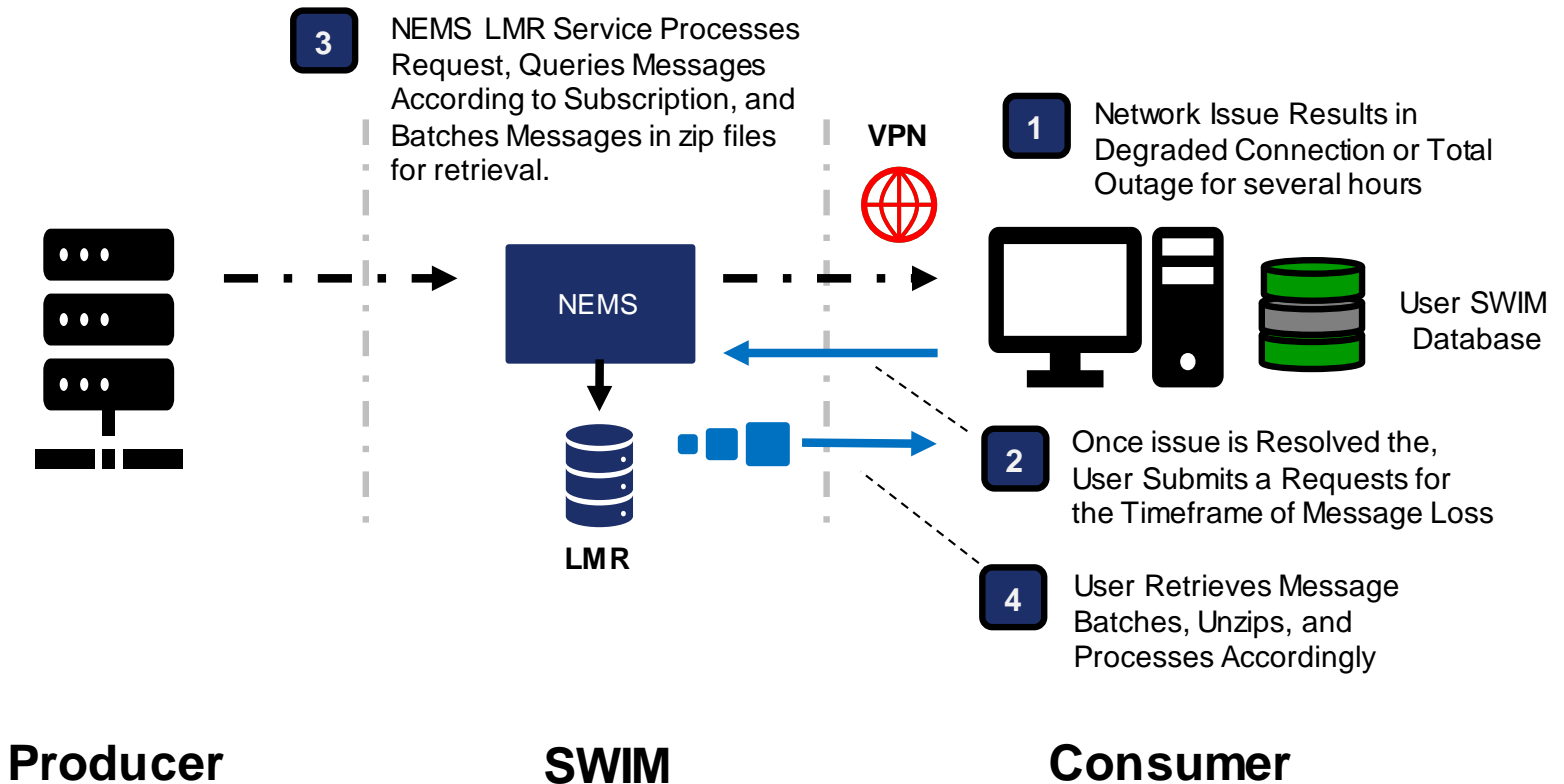 3
NEMS LMR Service Processes
Request, Queries Messages
According to Subscription, and
Batches Messages in zip files
for retrieval.
VPN
1
Network Issue Results in
Degraded Connection or Total
Outage for several hours
NEMS
User SWIM
Database
LMR
2
Once issue is Resolved the,
User Submits a Requests for
the Timeframe of Message Loss
4
User Retrieves Message
Batches, Unzips, and
Processes Accordingly
Producer
SWIM
Consumer